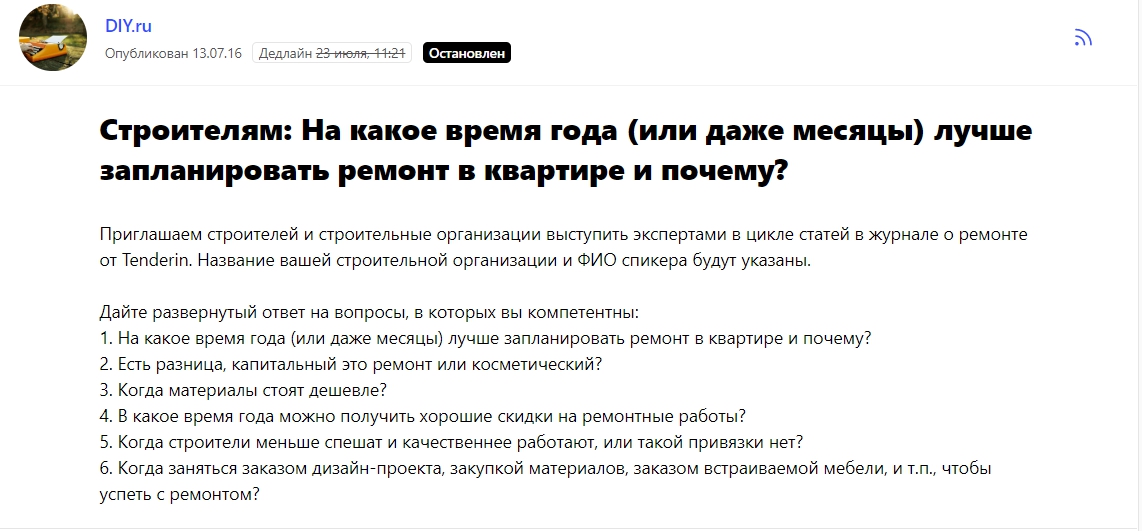 DIY.ru
Опубликован 13.07.16 Дедлайн 23 июля, 11:21 Остановлен
Строителям: На какое время года (или даже месяцы) лучше
запланировать ремонт в квартире и почему?
Приглашаем строителей и строительные организации выступить экспертами в цикле статей в журнале о ремонте
от Tenderin. Название вашей строительной организации и ФИО спикера будут указаны.
Дайте развернутый ответ на вопросы, в которых вы компетентны:
1. На какое время года (или даже месяцы) лучше запланировать ремонт в квартире и почему?
2. Есть разница, капитальный это ремонт или косметический?
3. Когда материалы стоят дешевле?
4. В какое время года можно получить хорошие скидки на ремонтные работы?
5. Когда строители меньше спешат и качественнее работают, или такой привязки нет?
6. Когда заняться заказом дизайн-проекта, закупкой материалов, заказом встраиваемой мебели, и т.п., чтобы
успеть с ремонтом?